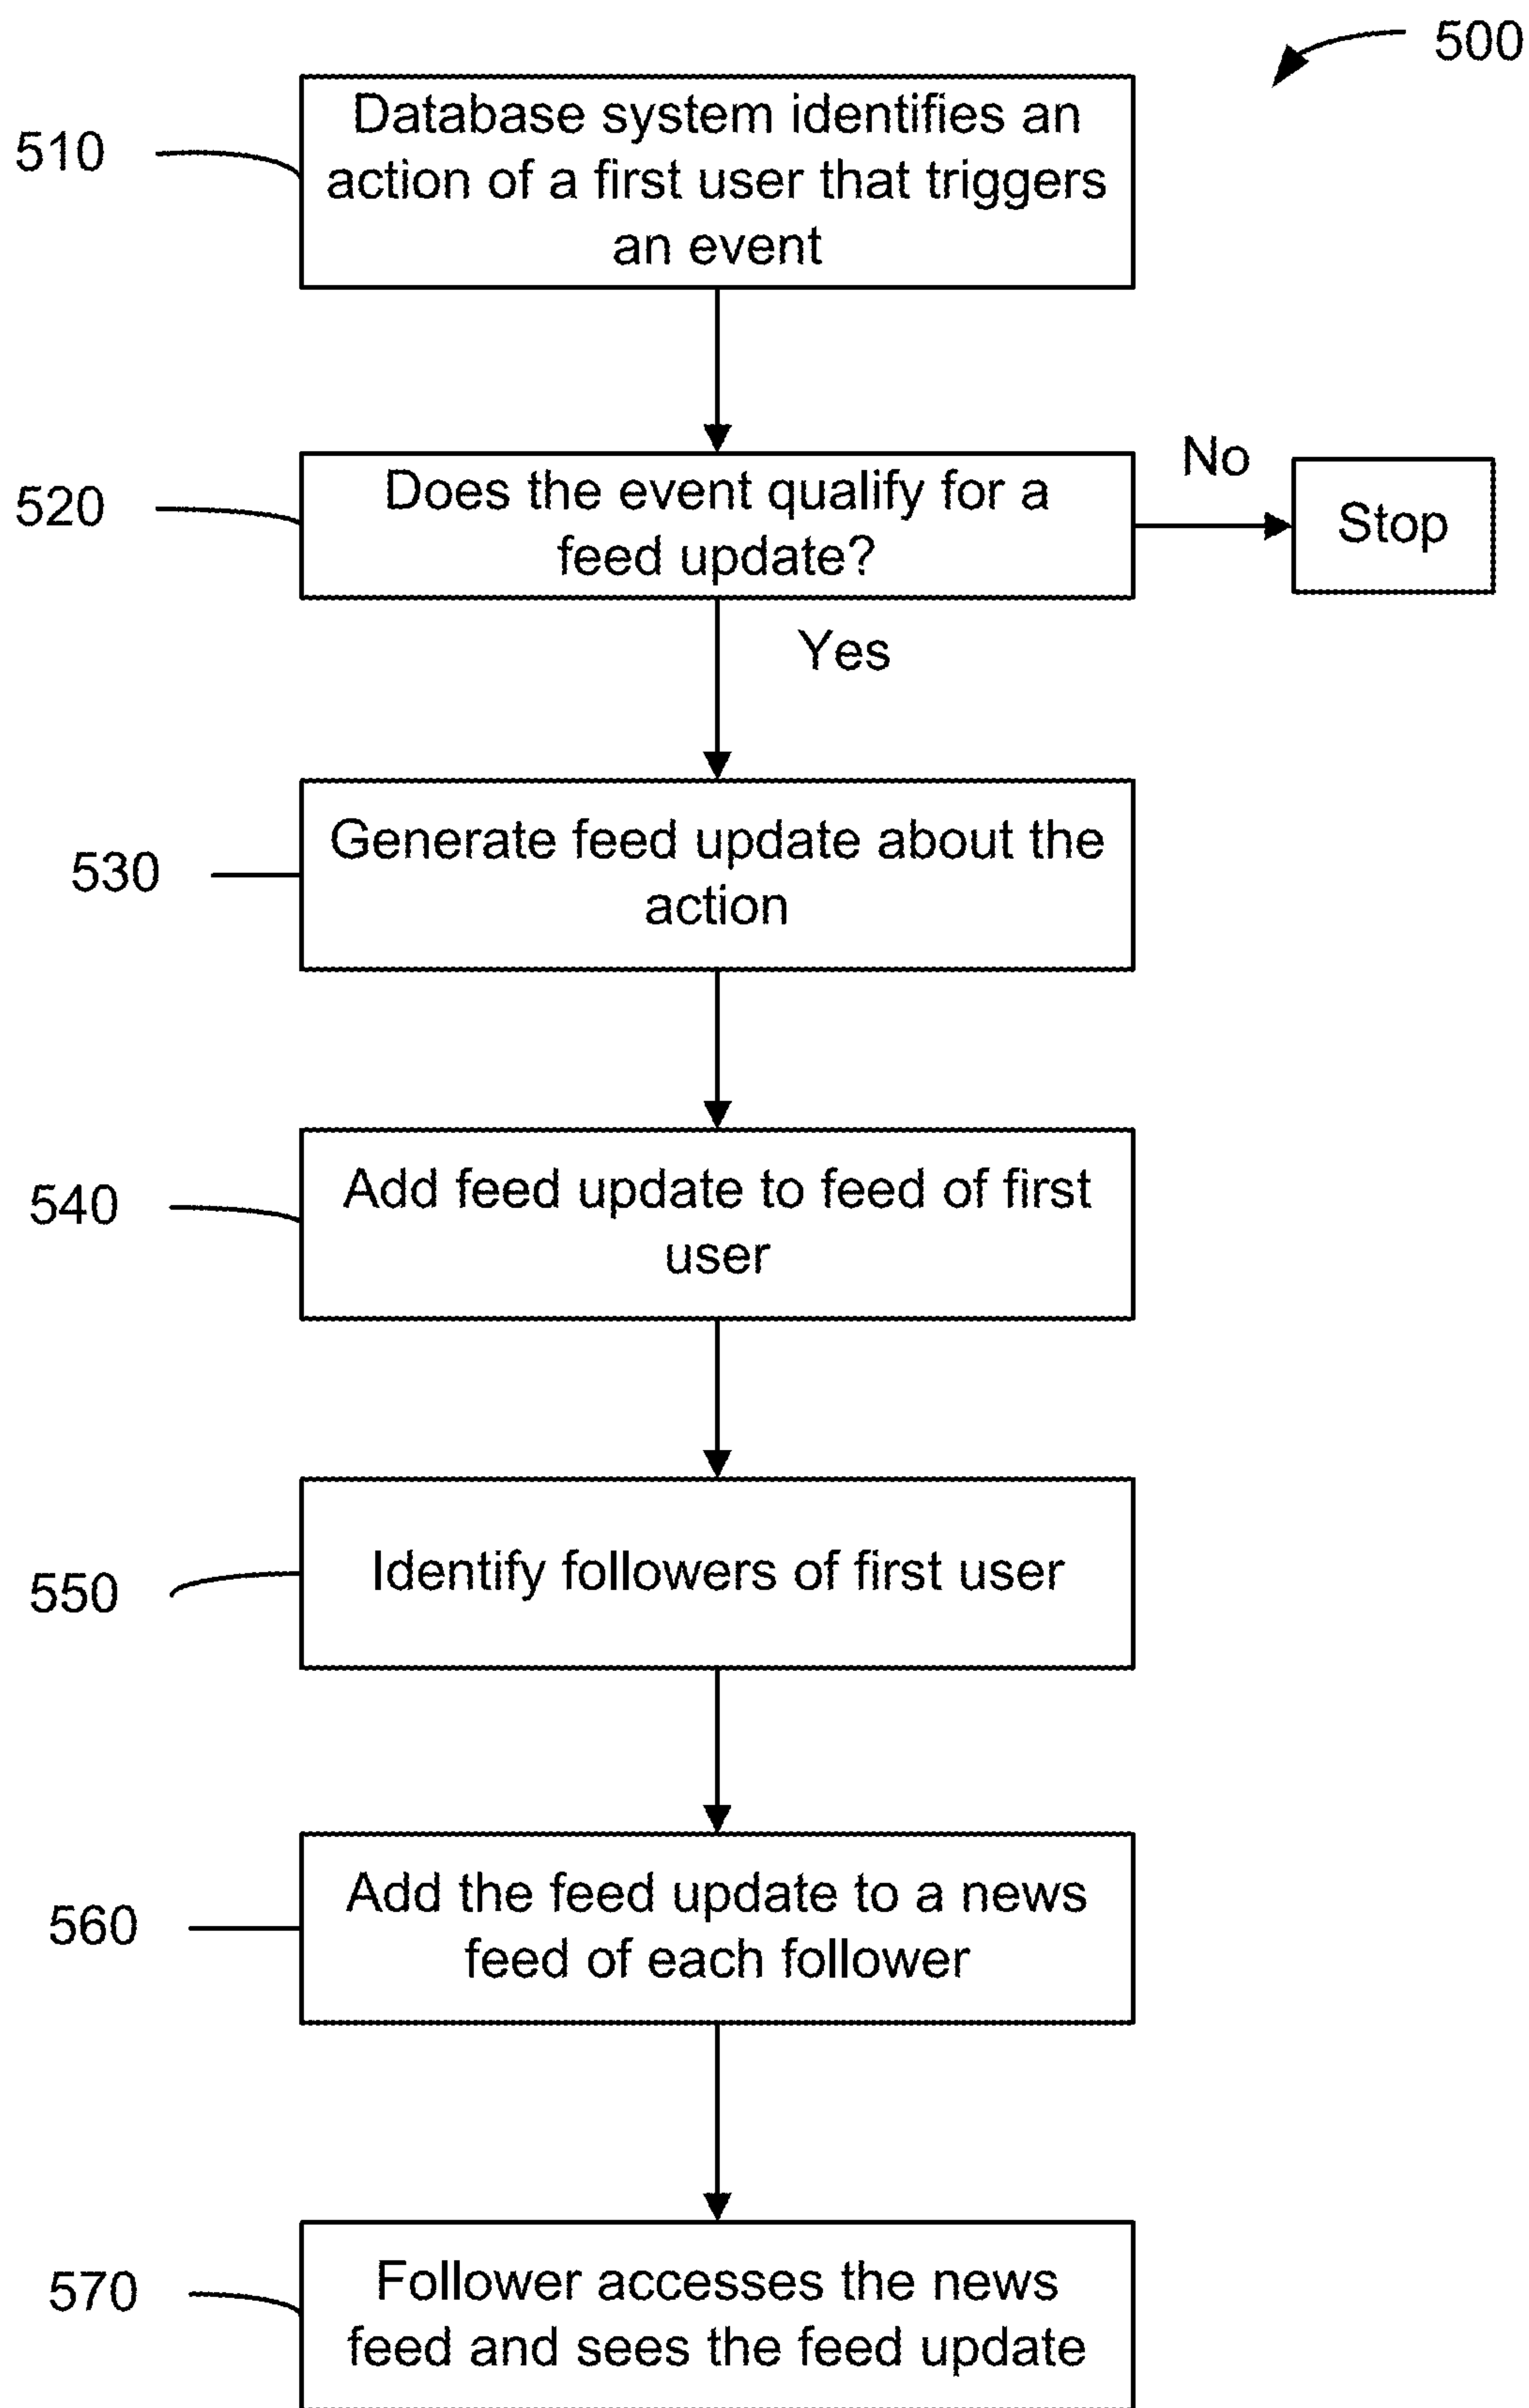 500
510
Database system identifies an
action of a first user that triggers
an event
520
Does the event qualify for a
feed update?
No
Stop
Yes
530
Generate feed update about the
action
540
Add feed update to feed of first
user
550
Identify followers of first user
560
Add the feed update to a news
feed of each follower
570
Follower accesses the news
feed and sees the feed update